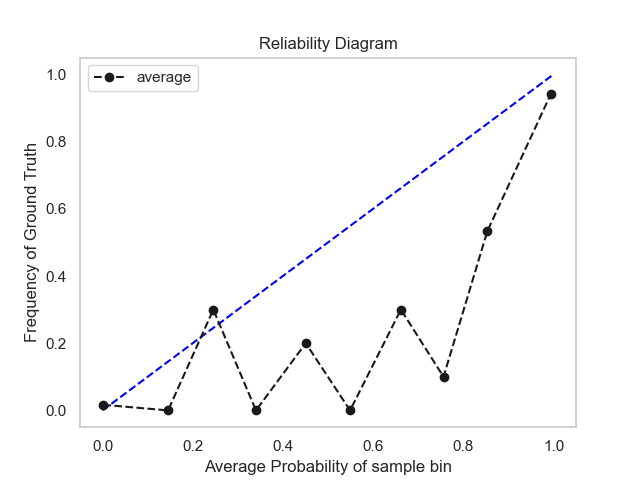 Reliability Diagram
average
1.0
0.8
0.6
0.4
0.2
0.0
Frequency of Ground Truth
0.0 0.2 0.4 0.6 0.8 1.0
Average Probability of sample bin